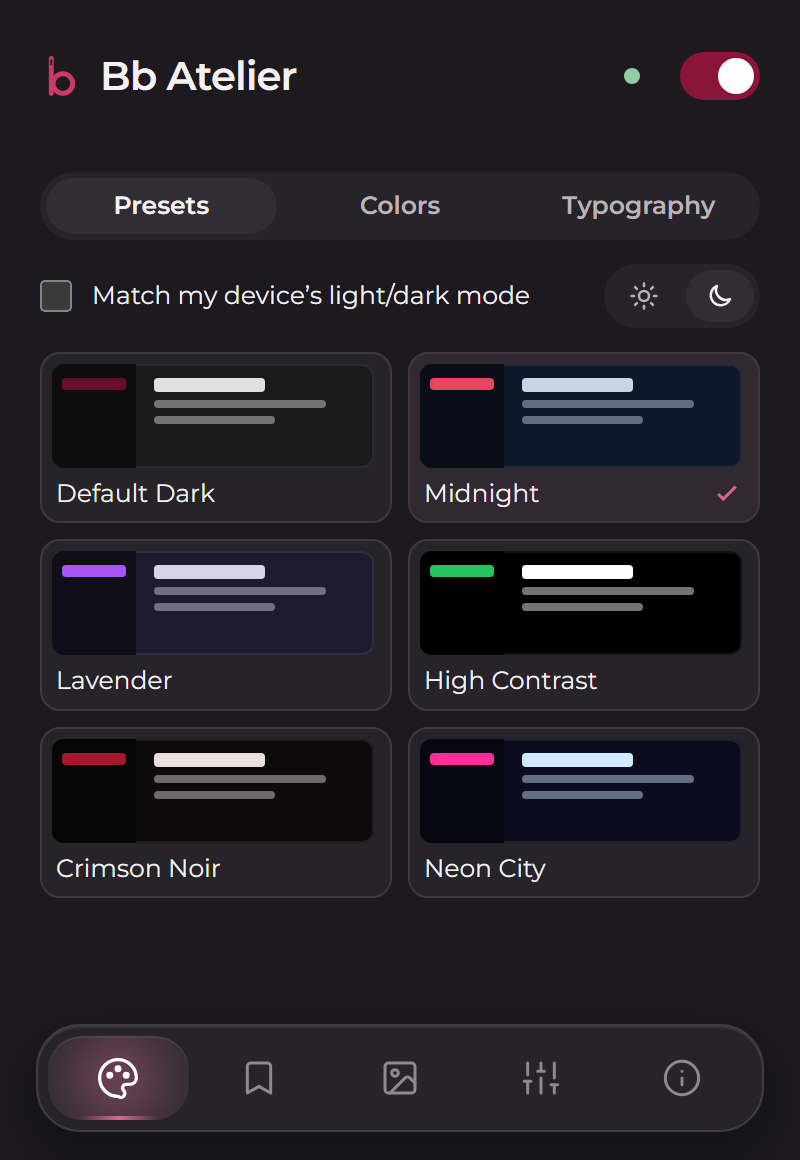 Bb Atelier
Presets Colors Typography
Match my device’s light/dark mode
Default Dark Midnight
Lavender High Contrast
Crimson Noir Neon City